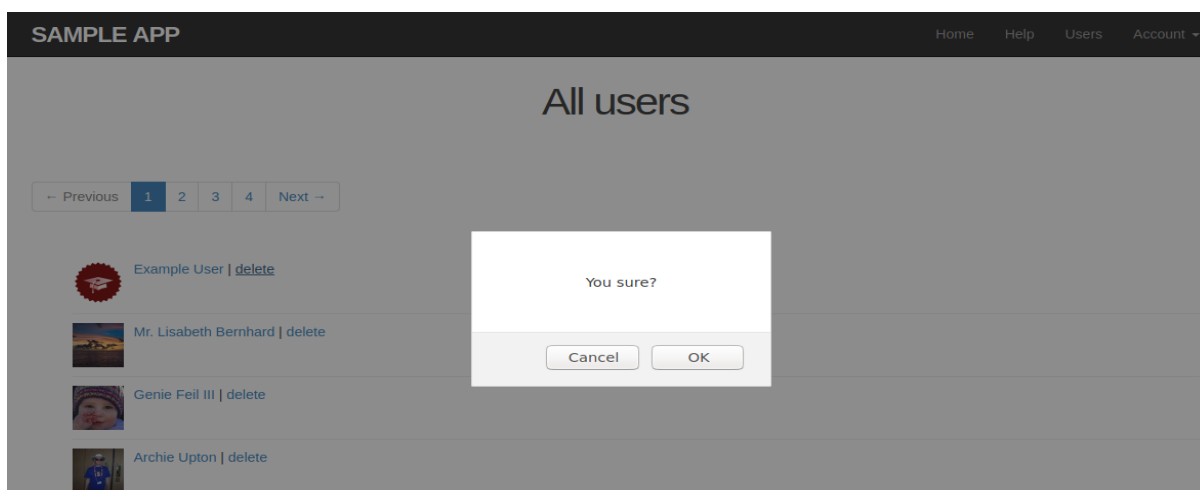 SAMPLE APP Home Help Users Account
All users
← Previous 1 2 3 4 Next →
Example User | delete
You sure?
Mr. Lisabeth Bernhard | delete
Cancel OK
Genie Feil III | delete
Archie Upton | delete